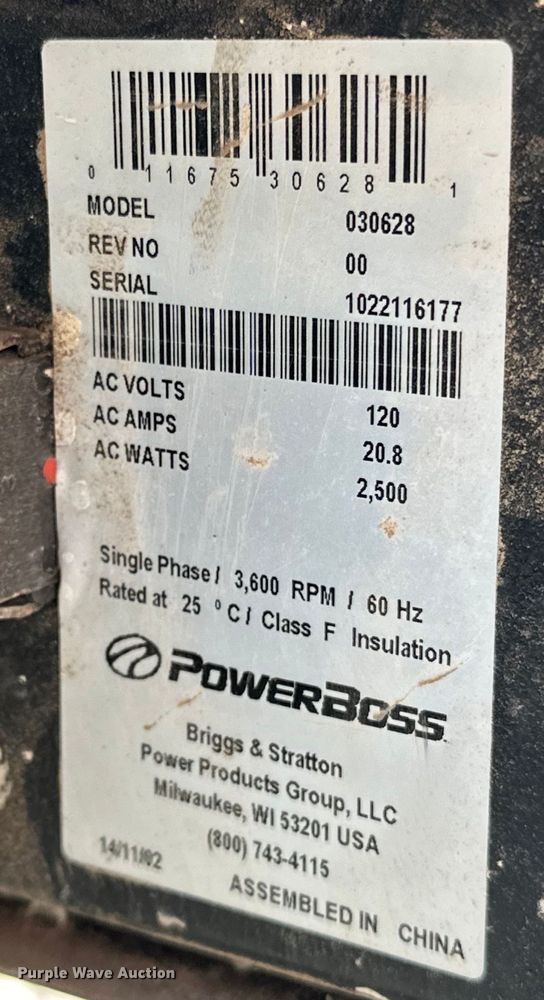 0 11675 30628 1
MODEL 030628
REV NO 00
SERIAL 1022116177
AC VOLTS 120
AC AMPS 20.8
AC WATTS 2,500
Single Phase / 3,600 RPM / 60 Hz
Rated at 25 °C / Class F Insulation
POWERBOSS
Briggs & Stratton
Power Products Group, LLC
Milwaukee, WI 53201 USA
(800) 743-4115
14/11/02
ASSEMBLED IN CHINA
Purple Wave Auction